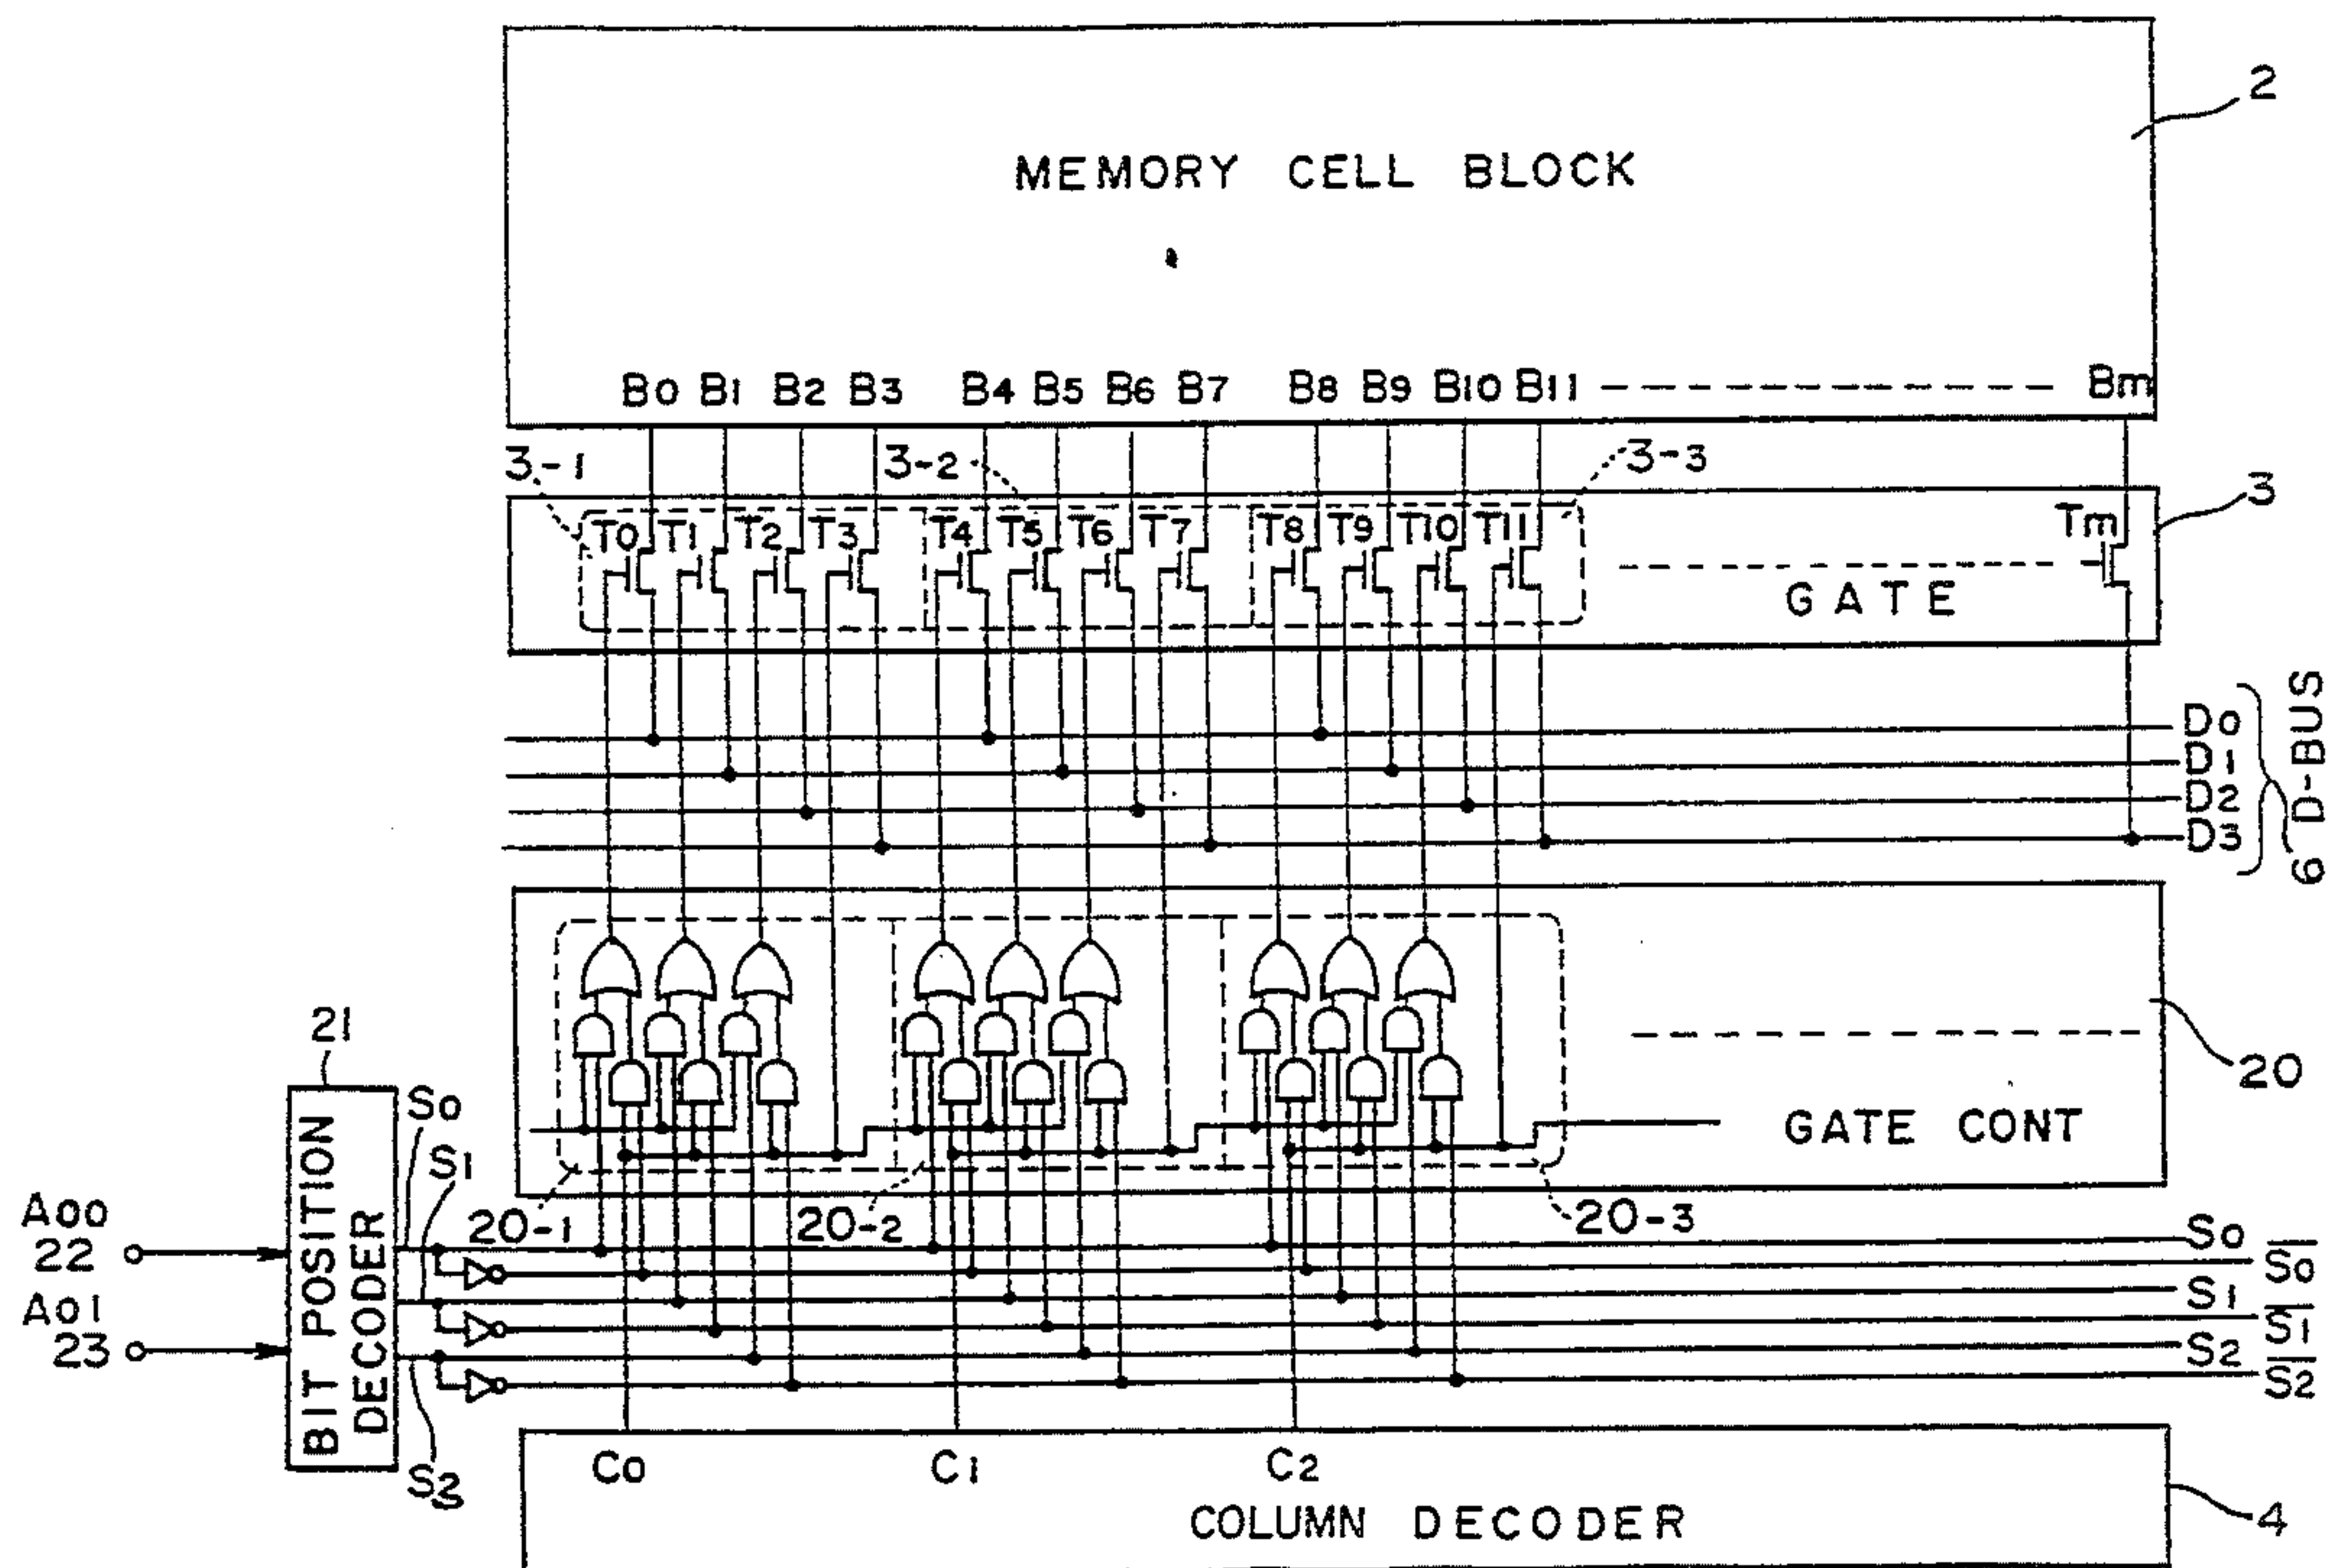 2
MEMORY CELL BLOCK
B0 B1 B2 B3 B4 B5 B6 B7 B8 B9 B10 B11 Bm
3-1 3-2 3-3
3
T0 T1 T2 T3 T4 T5 T6 T7 T8 T9 T10 T11 Tm
GATE
D0
D1
D2
D3
D-BUS
6
21
20
S0
S1
GATE CONT
BIT POSITION
DECODER
A00
22
A01
23
20-1 20-2 20-3
S0
S̅0̅
S1
S̅1̅
S2
S̅2̅
S2
C0 C1 C2
COLUMN DECODER
4